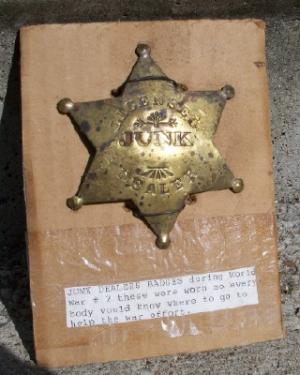 LICENSED
JUNK
DEALER
JUNK DEALERS BADGES during World
War # 2 these were worn so every
body would know where to go to
help the war effort.